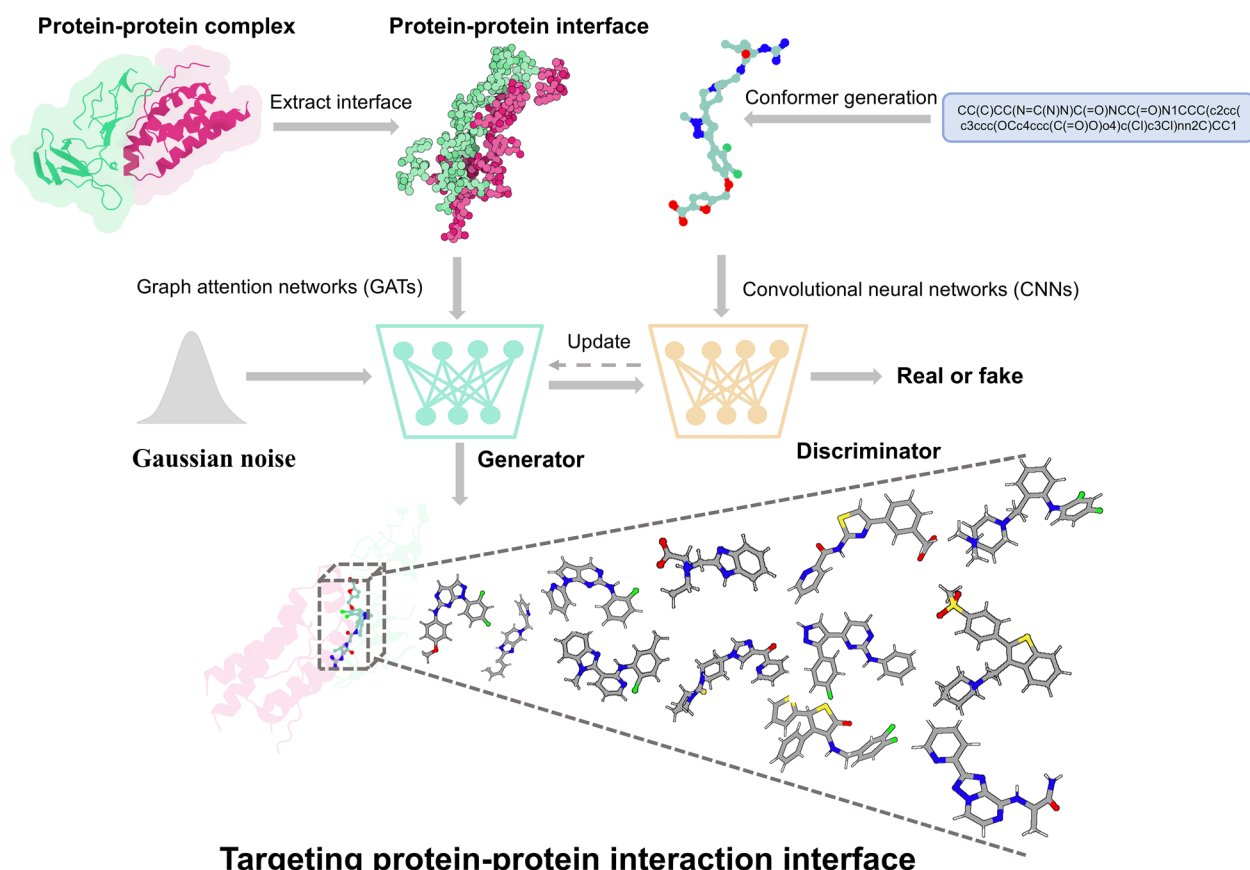 Protein-protein complex
Protein-protein interface
Extract interface
Conformer generation
CC(C)CC(N=C(N)N)C(=O)NCC(=O)N1CCC(c2cc(
c3ccc(OCc4ccc(C(=O)O)o4)c(Cl)c3Cl)nn2C)CC1
Graph attention networks (GATs)
Convolutional neural networks (CNNs)
Update
Real or fake
Gaussian noise
Generator
Discriminator
Targeting protein-protein interaction interface